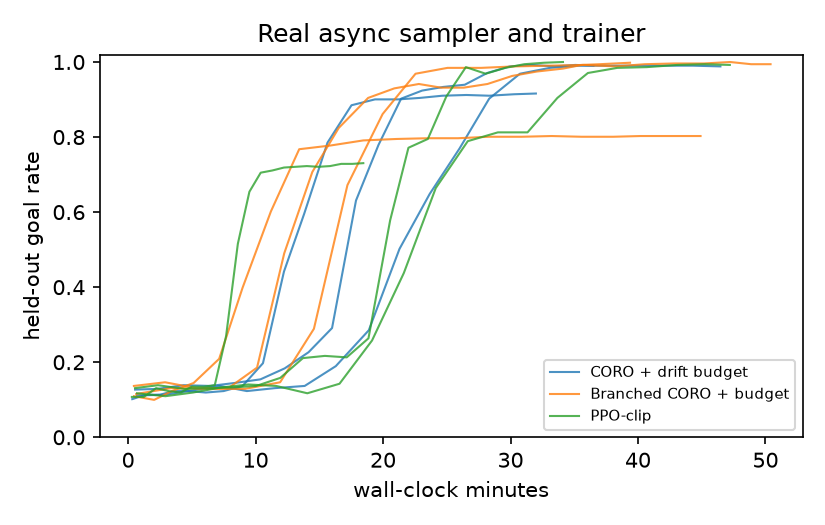 Real async sampler and trainer
held-out goal rate
1.0
0.8
0.6
0.4
0.2
0.0
CORO + drift budget
Branched CORO + budget
PPO-clip
0 10 20 30 40 50
wall-clock minutes